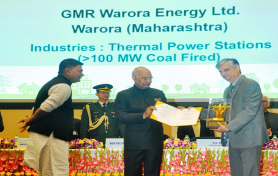 GMR Warora Energy Ltd.
Warora (Maharashtra)
Industries : Thermal Power Stations
(>100 MW Coal Fired)